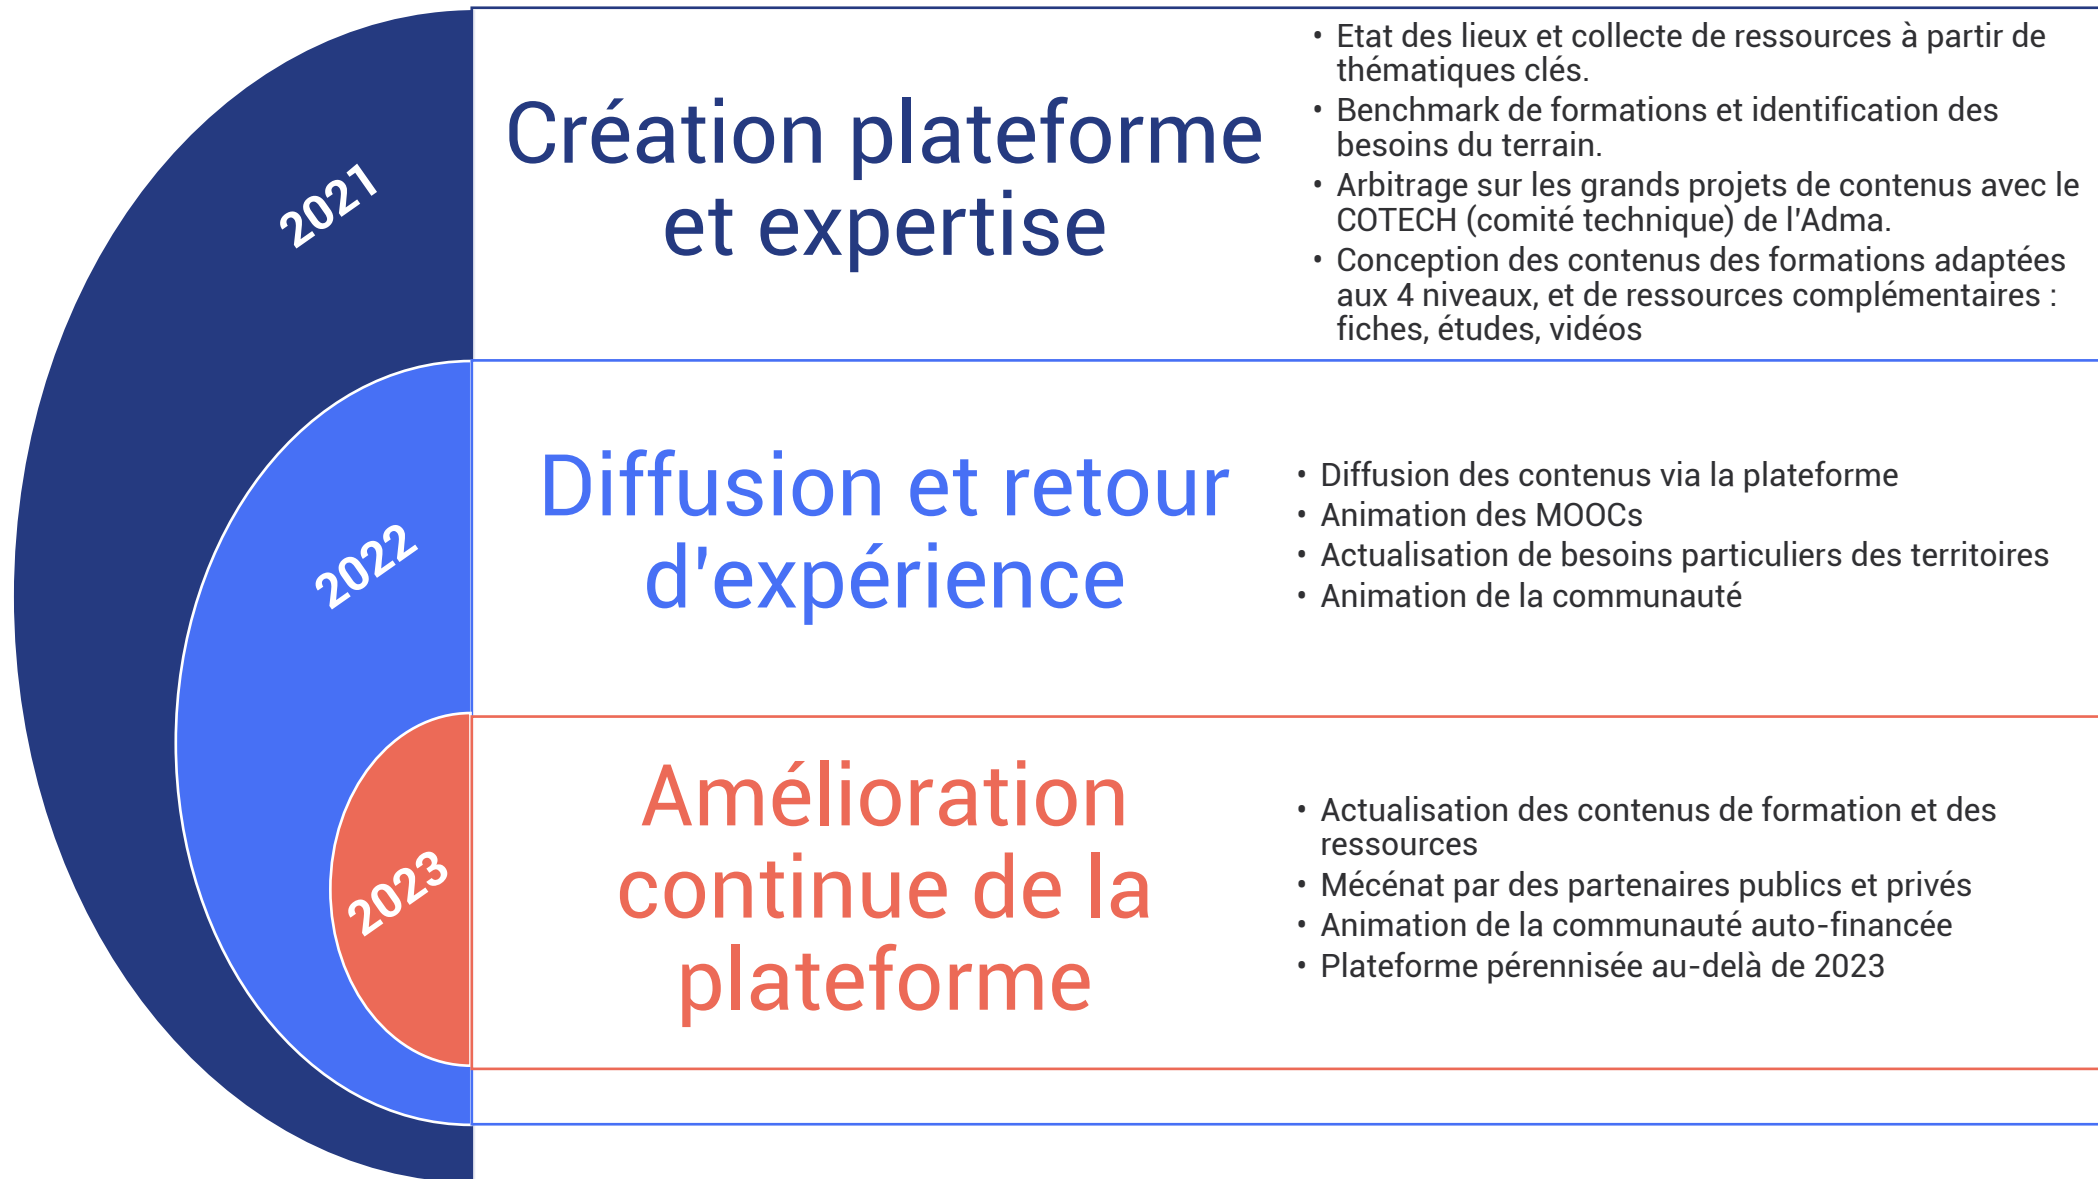 2021
Création plateforme
et expertise
• Etat des lieux et collecte de ressources à partir de
thématiques clés.
• Benchmark de formations et identification des
besoins du terrain.
• Arbitrage sur les grands projets de contenus avec le
COTECH (comité technique) de l'Adma.
• Conception des contenus des formations adaptées
aux 4 niveaux, et de ressources complémentaires :
fiches, études, vidéos
2022
Diffusion et retour
d'expérience
• Diffusion des contenus via la plateforme
• Animation des MOOCs
• Actualisation de besoins particuliers des territoires
• Animation de la communauté
2023
Amélioration
continue de la
plateforme
• Actualisation des contenus de formation et des
ressources
• Mécénat par des partenaires publics et privés
• Animation de la communauté auto-financée
• Plateforme pérennisée au-delà de 2023